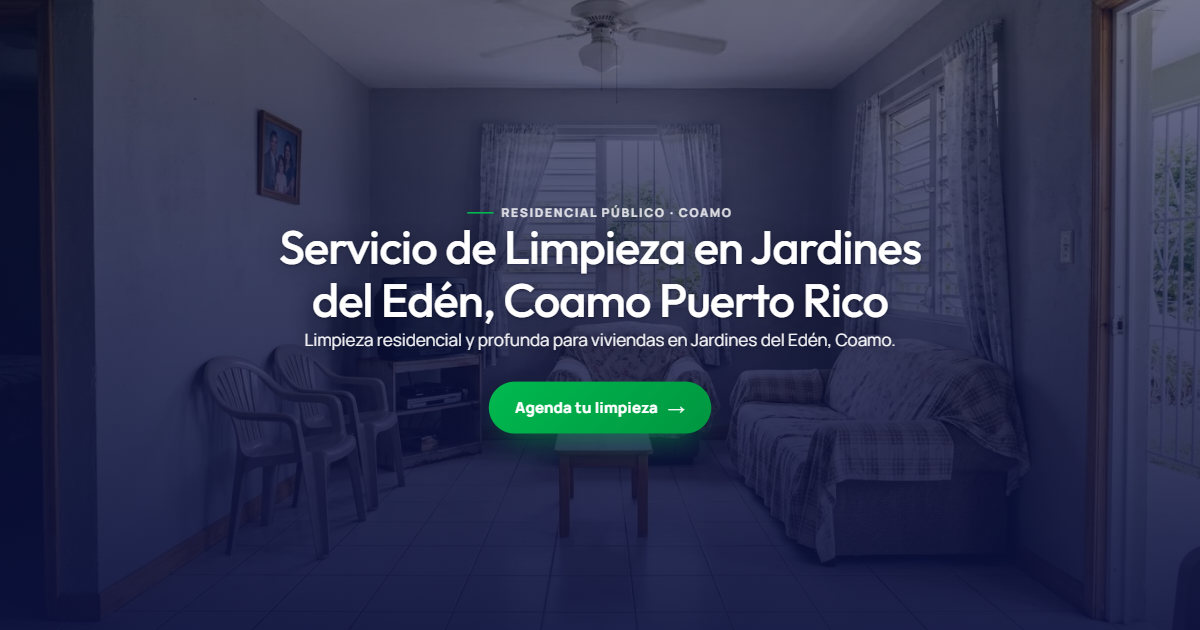 RESIDENCIAL PÚBLICO · COAMO
Servicio de Limpieza en Jardines
del Edén, Coamo Puerto Rico
Limpieza residencial y profunda para viviendas en Jardines del Edén, Coamo.
Agenda tu limpieza →